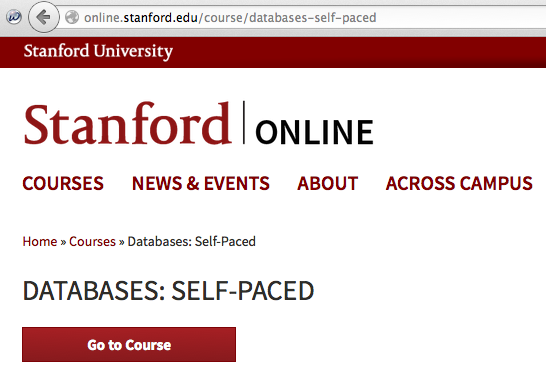 online.stanford.edu/course/databases-self-paced
Stanford University
Stanford ONLINE
COURSES NEWS & EVENTS ABOUT ACROSS CAMPUS
Home » Courses » Databases: Self-Paced
DATABASES: SELF-PACED
Go to Course